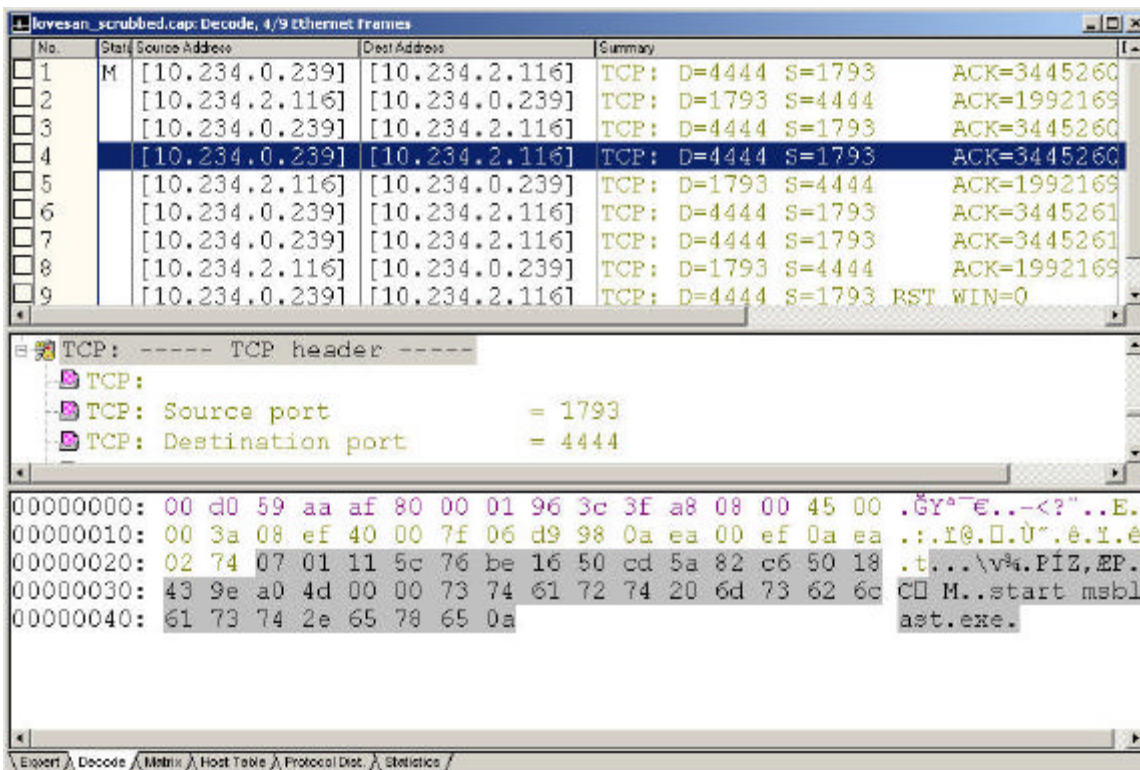 lovesan_scrubbed.cap: Decode, 4/9 Ethernet Frames
No. Statu Source Address Dest Address Summary
1 M [10.234.0.239] [10.234.2.116] TCP: D=4444 S=1793 ACK=3445260
2 [10.234.2.116] [10.234.0.239] TCP: D=1793 S=4444 ACK=1992169
3 [10.234.0.239] [10.234.2.116] TCP: D=4444 S=1793 ACK=3445260
4 [10.234.0.239] [10.234.2.116] TCP: D=4444 S=1793 ACK=3445260
5 [10.234.2.116] [10.234.0.239] TCP: D=1793 S=4444 ACK=1992169
6 [10.234.0.239] [10.234.2.116] TCP: D=4444 S=1793 ACK=3445261
7 [10.234.0.239] [10.234.2.116] TCP: D=4444 S=1793 ACK=3445261
8 [10.234.2.116] [10.234.0.239] TCP: D=1793 S=4444 ACK=1992169
9 [10.234.0.239] [10.234.2.116] TCP: D=4444 S=1793 RST WIN=0
TCP: ----- TCP header -----
TCP:
TCP: Source port = 1793
TCP: Destination port = 4444
00000000: 00 d0 59 aa af 80 00 01 96 3c 3f a8 08 00 45 00 .ĞYª¯€..–<?¨..E.
00000010: 00 3a 08 ef 40 00 7f 06 d9 98 0a ea 00 ef 0a ea
00000020: 02 74 07 01 11 5c 76 be 16 50 cd 5a 82 c6 50 18 .t...\v¾.PÍZ‚ÆP.
00000030: 43 9e a0 4d 00 00 73 74 61 72 74 20 6d 73 62 6c C M..start msbl
00000040: 61 73 74 2e 65 78 65 0a ast.exe.
Expert Decode Matrix Host Table Protocol Dist. Statistics